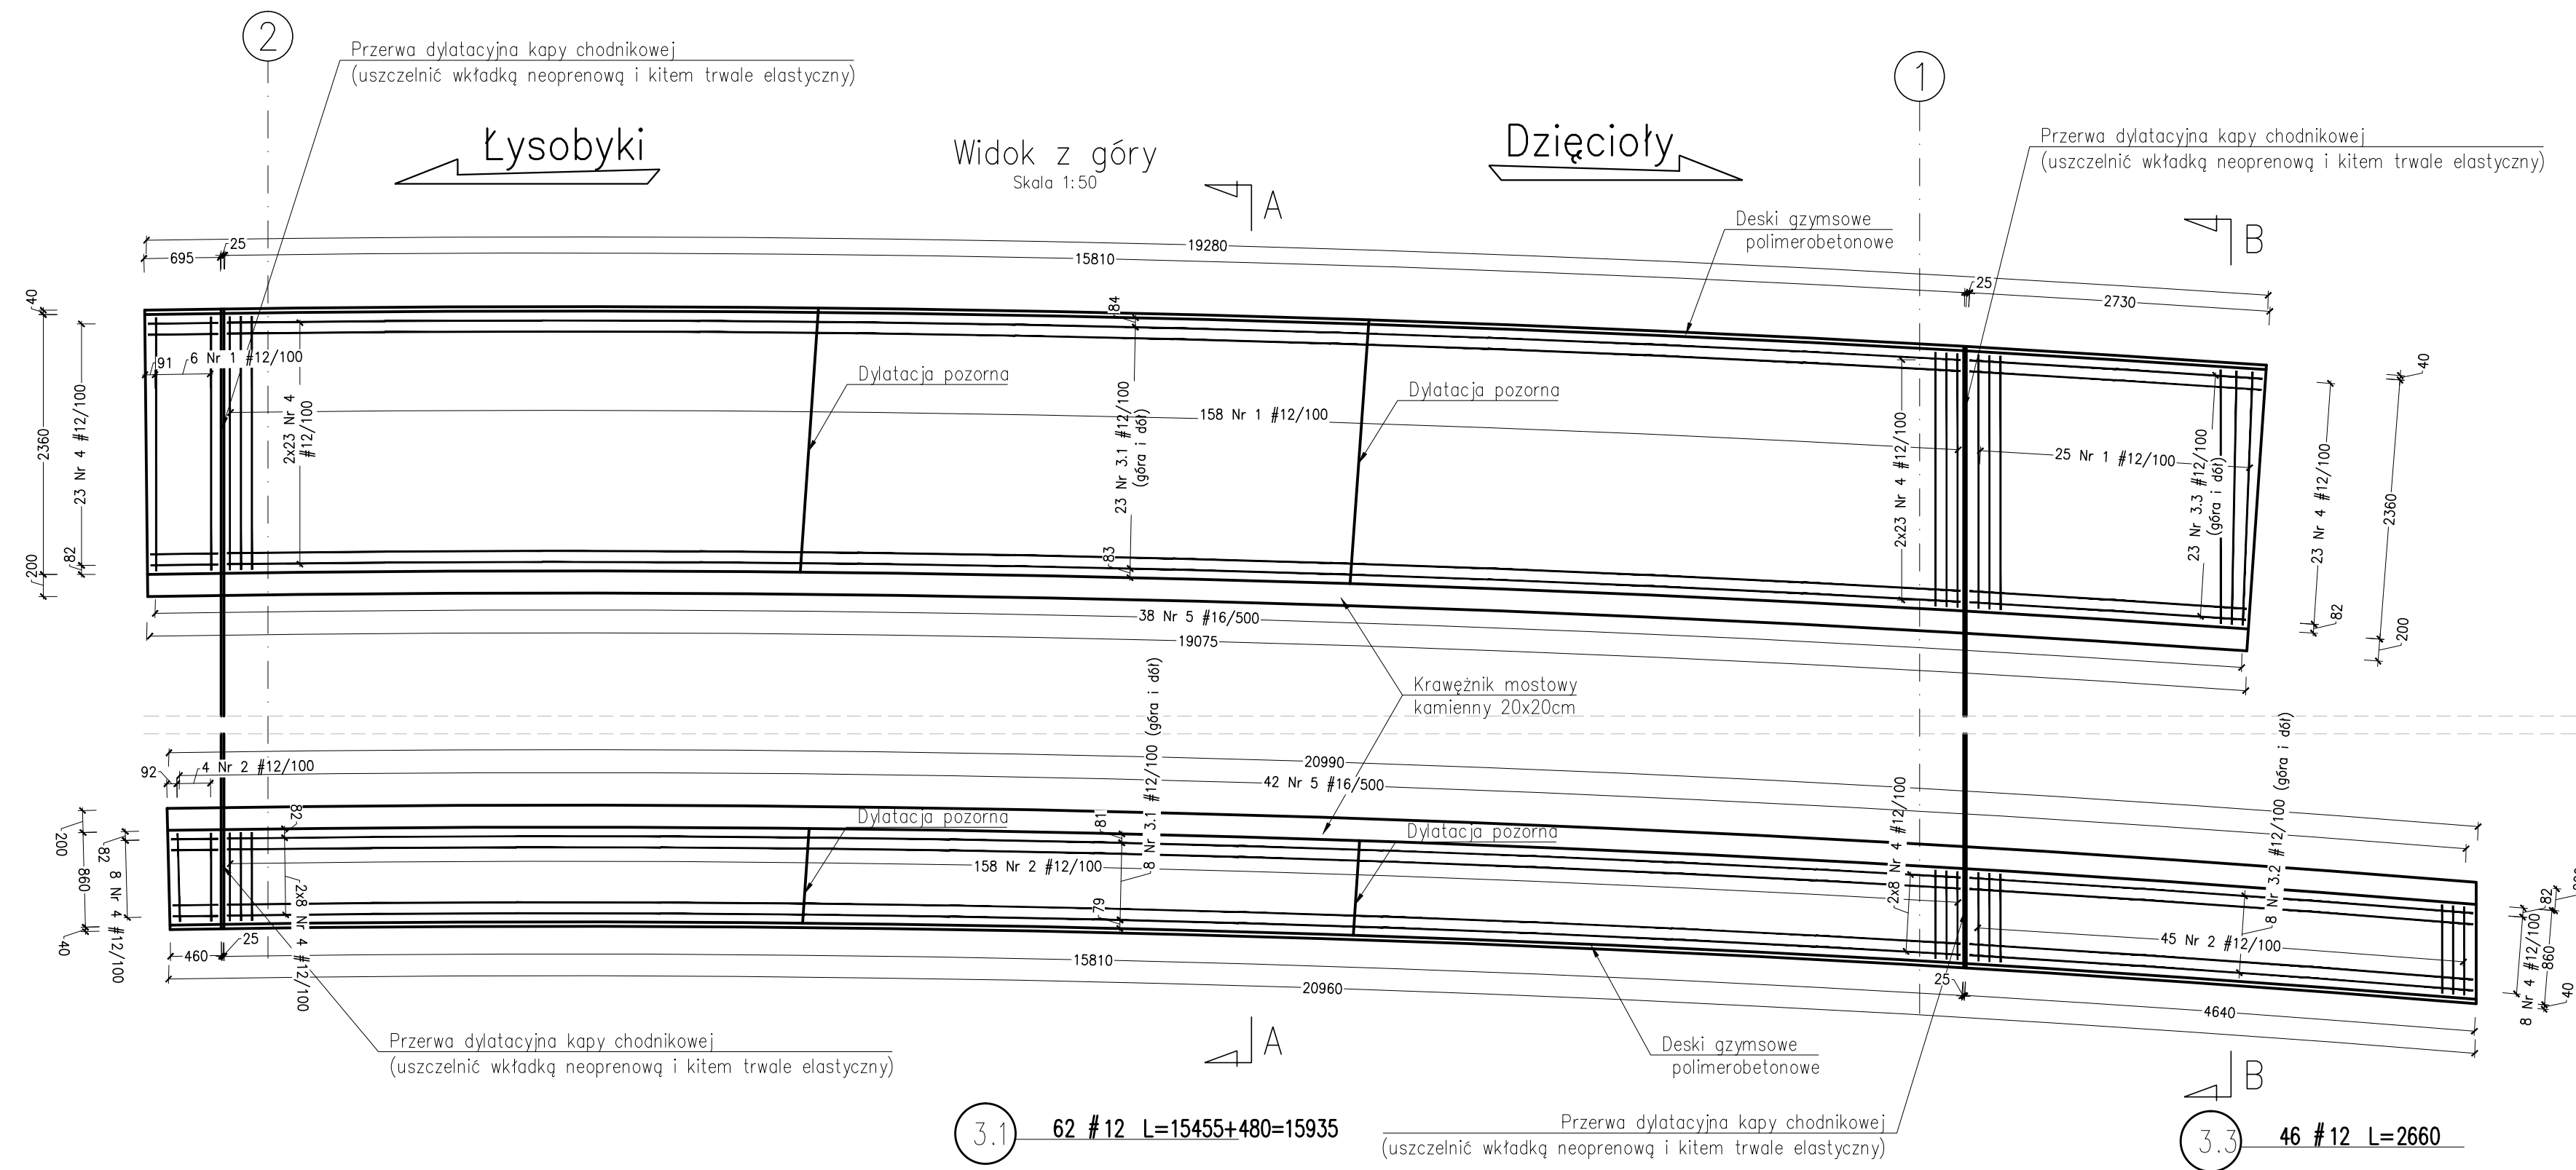 2
Przerwa dylatacyjna kapy chodnikowej
(uszczelnić wkładką neoprenową i kitem trwale elastyczny)
1
Łysobyki
Widok z góry
Skala 1:50
Dzięcioły
A
Przerwa dylatacyjna kapy chodnikowej
(uszczelnić wkładką neoprenową i kitem trwale elastyczny)
Deski gzymsowe
polimerobetonowe
B
25
19280
695
15810
25
2730
40
2360
23 Nr 4 #12/100
200
82
91
6 Nr 1 #12/100
2x23 Nr 4
#12/100
Dylatacja pozorna
84
23 Nr 3.1 #12/100
(góra i dół)
83
158 Nr 1 #12/100
Dylatacja pozorna
2x23 Nr 4 #12/100
25 Nr 1 #12/100
23 Nr 3.3 #12/100
(góra i dół)
23 Nr 4 #12/100
40
2360
82
200
38 Nr 5 #16/500
19075
Krawężnik mostowy
kamienny 20x20cm
20990
42 Nr 5 #16/500
92
4 Nr 2 #12/100
200
860
40
82
8 Nr 4 #12/100
82
2x8 Nr 4 #12/100
Dylatacja pozorna
158 Nr 2 #12/100
81
79
8 Nr 3.1 #12/100 (góra i dół)
Dylatacja pozorna
2x8 Nr 4 #12/100
8 Nr 3.2 #12/100 (góra i dół)
45 Nr 2 #12/100
82
8 Nr 4 #12/100
860
40
460
25
15810
25
20960
4640
Przerwa dylatacyjna kapy chodnikowej
(uszczelnić wkładką neoprenową i kitem trwale elastyczny)
A
Deski gzymsowe
polimerobetonowe
B
3.1
62 #12 L=15455+480=15935
Przerwa dylatacyjna kapy chodnikowej
(uszczelnić wkładką neoprenową i kitem trwale elastyczny)
3.3
46 #12 L=2660